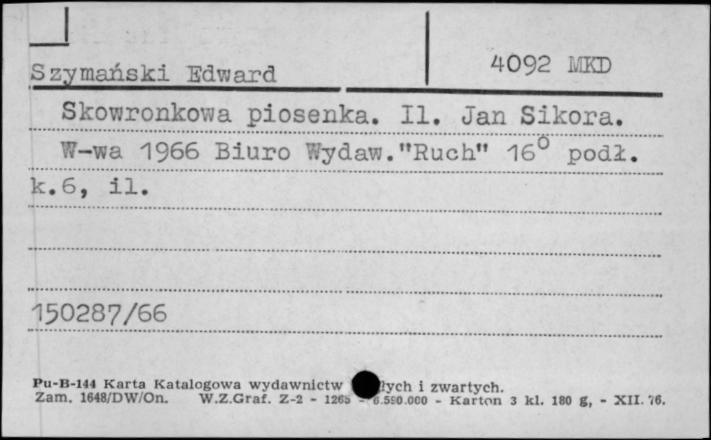 Szymański Edward
4092 MKD
Skowronkowa piosenka. Il. Jan Sikora.
W-wa 1966 Biuro Wydaw."Ruch" 16° podł.
k.6, il.
150287/66
Pu-B-144 Karta Katalogowa wydawnictw i zwartych.
Zam. 1648/DW/On. W.Z.Graf. Z-2 - 1265 - 6.590.000 - Karton 3 kl. 180 g, - XII. 76.